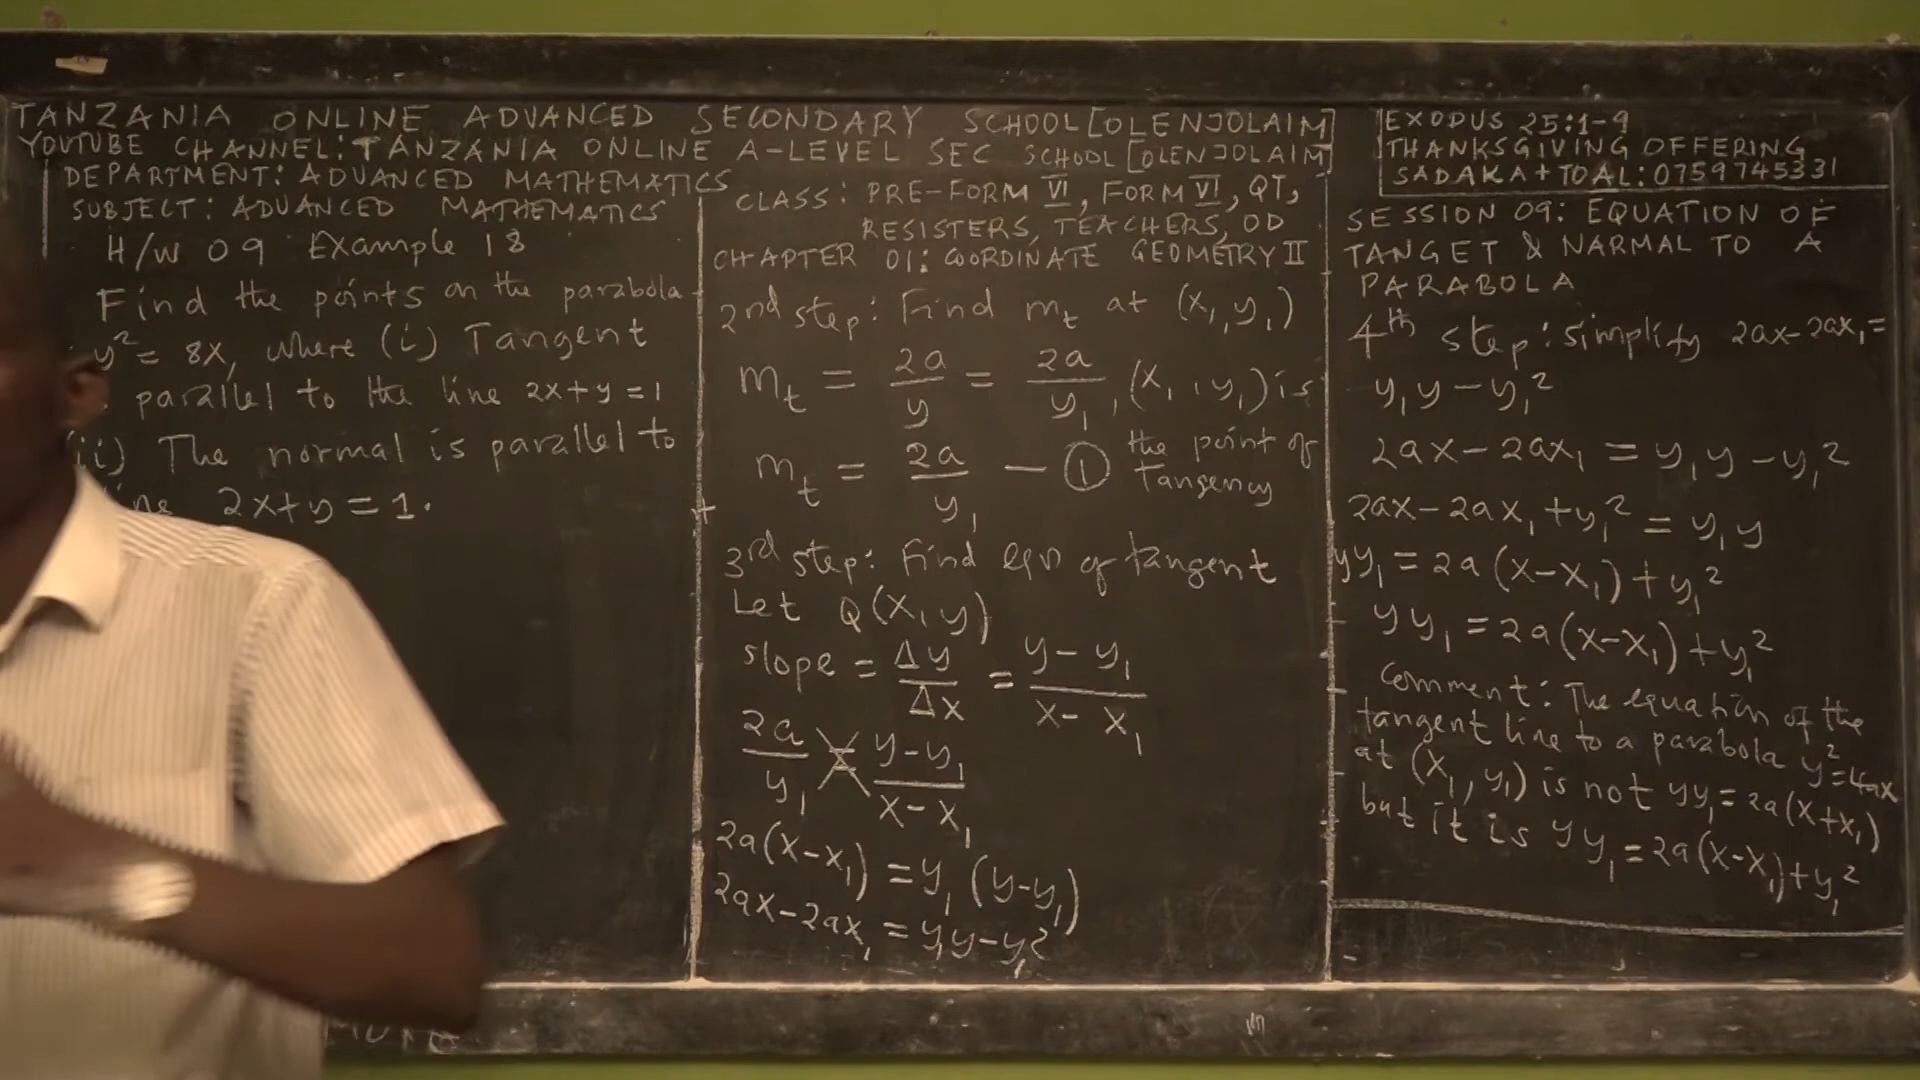 TANZANIA ONLINE ADVANCED SECONDARY SCHOOL [OLENJOLAIM]
YOUTUBE CHANNEL: TANZANIA ONLINE A-LEVEL SEC SCHOOL [OLENJOLAIM]
DEPARTMENT: ADVANCED MATHEMATICS
SUBJECT: ADVANCED MATHEMATICS
H/W 09 Example 18
Find the points on the parabola
y² = 8x, where (i) Tangent
parallel to the line 2x+y=1
(ii) The normal is parallel to
2x+y=1.
CLASS: PRE-FORM VI, FORM VI, QT,
RESISTERS, TEACHERS, OD
CHAPTER 01: COORDINATE GEOMETRY II
2nd step: Find m_t at (x₁, y₁)
m_t = 2a/y = 2a/y₁, (x₁, y₁) is
the point of
m_t = 2a/y₁ — ① Tangency
3rd step: Find eqn of tangent
Let Q(x, y)
slope = Δy/Δx = y-y₁/x-x₁
2a/y₁ = y-y₁/x-x₁
2a(x-x₁) = y₁(y-y₁)
2ax-2ax₁ = y₁y-y₁²
EXODUS 25:1-9
THANKSGIVING OFFERING
SADAKA + TOAL: 0759745331
SESSION 09: EQUATION OF
TANGET & NARMAL TO A
PARABOLA
4th step: simplify 2ax-2ax₁ =
y₁y-y₁²
2ax-2ax₁ = y₁y-y₁²
2ax-2ax₁+y₁² = y₁y
yy₁ = 2a(x-x₁)+y₁²
yy₁ = 2a(x-x₁)+y₁²
Comment: The equation of the
tangent line to a parabola y²=4ax
at (x₁, y₁) is not yy₁=2a(x+x₁)
but it is yy₁=2a(x-x₁)+y₁²